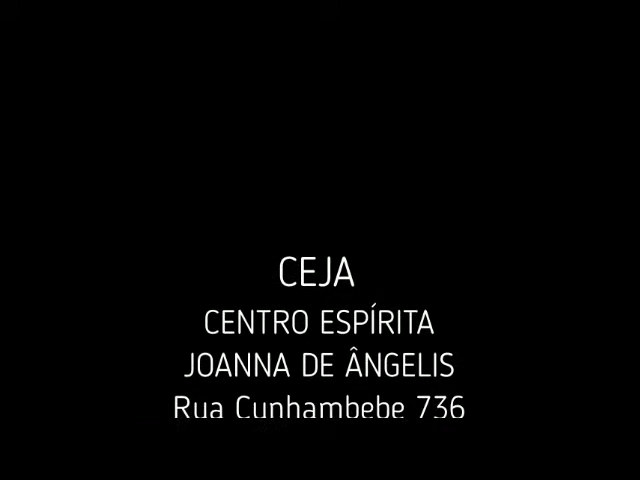 CEJA
CENTRO ESPÍRITA
JOANNA DE ÂNGELIS
Rua Cunhambebe 736